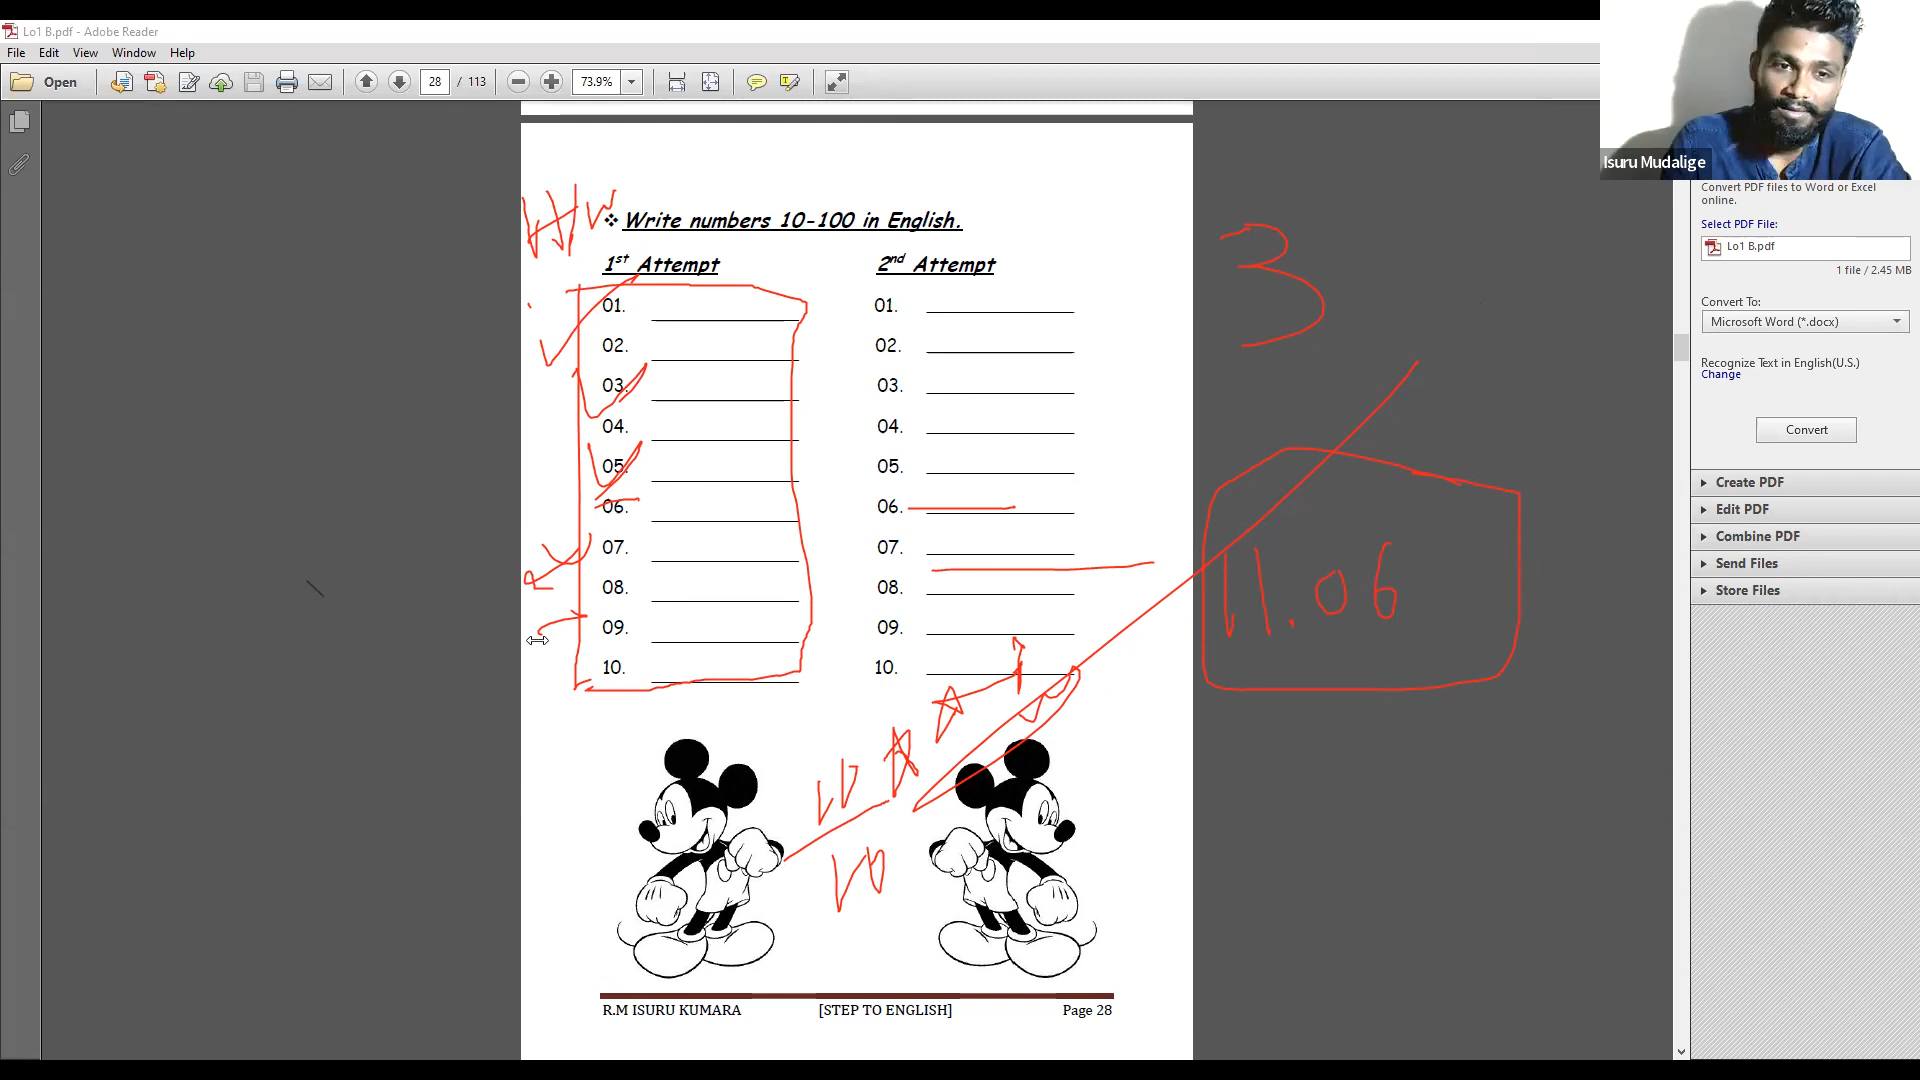 Lo1 B.pdf - Adobe Reader
File Edit View Window Help
Open 28 / 113 73.9%
Isuru Mudalige
Convert PDF files to Word or Excel
online.
Select PDF File:
Lo1 B.pdf
1 file / 2.45 MB
Convert To:
Microsoft Word (*.docx)
Recognize Text in English(U.S.)
Change
Convert
Create PDF
Edit PDF
Combine PDF
Send Files
Store Files
HW
❖ Write numbers 10-100 in English.
1st Attempt 2nd Attempt
01. 01.
02. 02.
03. 03.
04. 04.
05. 05.
06. 06.
07. 07.
08. 08.
09. 09.
10. 10.
3
11.06
10
10
R.M ISURU KUMARA [STEP TO ENGLISH] Page 28